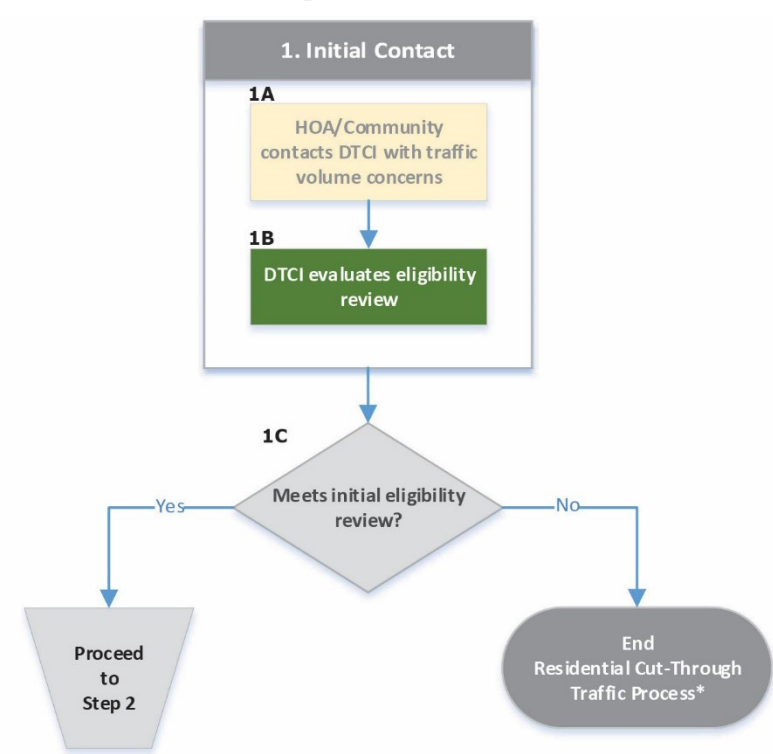 1. Initial Contact
1A
HOA/Community
contacts DTCI with traffic
volume concerns
1B
DTCI evaluates eligibility
review
1C
Meets initial eligibility
review?
Yes
No
Proceed
to
Step 2
End
Residential Cut-Through
Traffic Process*